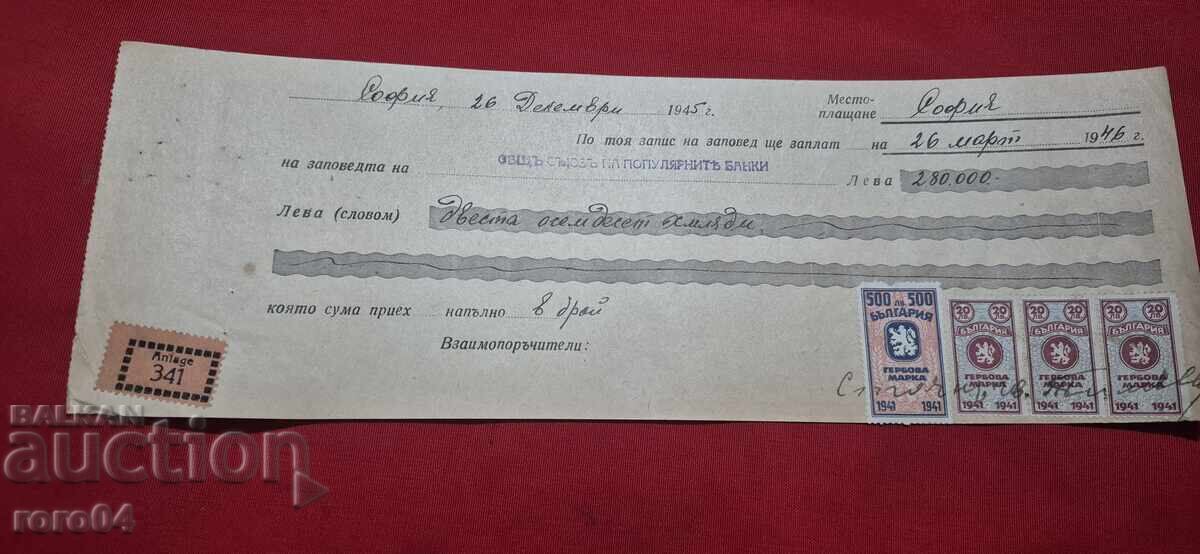 София, 26 Декември 1945 г.
Место-
плащане София
По тоя запис на заповед ще заплат на 26 март 1946 г.
на заповедта на ОБЩЪ СЪЮЗЪ НА ПОПУЛЯРНИТѢ БАНКИ Лева 280.000.-
Лева (словом) двеста осемдесет хиляди.
която сума приех напълно в брой
Взаимопоръчители:
500 лв. 500
БЪЛГАРИЯ
ГЕРБОВА
МАРКА
1941 1941
20 ЛВ. 20 ЛВ.
БЪЛГАРИЯ
ГЕРБОВА
МАРКА
1941 1941
20 ЛВ. 20 ЛВ.
БЪЛГАРИЯ
ГЕРБОВА
МАРКА
1941 1941
20 ЛВ. 20 ЛВ.
БЪЛГАРИЯ
ГЕРБОВА
МАРКА
1941 1941
Anlage
341
BALKAN
auction
roro04